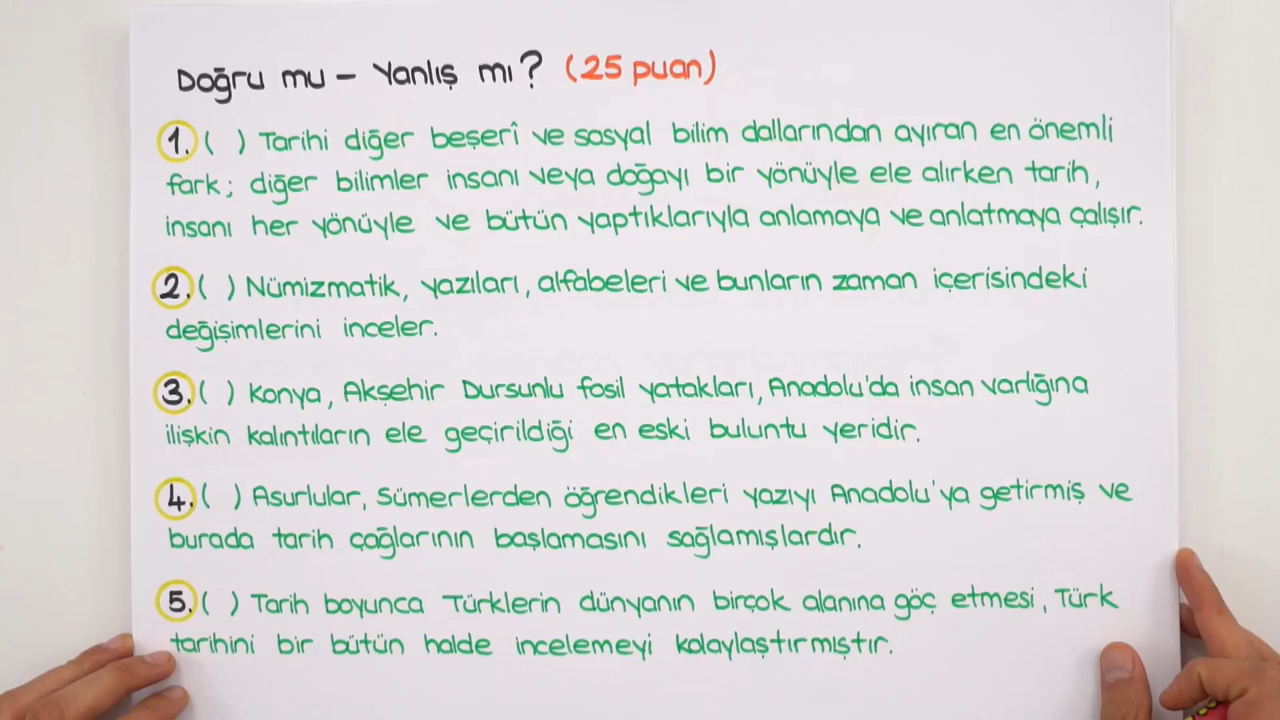 Doğru mu – Yanlış mı? (25 puan)
1. ( ) Tarihi diğer beşerî ve sosyal bilim dallarından ayıran en önemli
fark; diğer bilimler insanı veya doğayı bir yönüyle ele alırken tarih,
insanı her yönüyle ve bütün yaptıklarıyla anlamaya ve anlatmaya çalışır.
2. ( ) Nümizmatik, yazıları, alfabeleri ve bunların zaman içerisindeki
değişimlerini inceler.
3. ( ) Konya, Akşehir Dursunlu fosil yatakları, Anadolu'da insan varlığına
ilişkin kalıntıların ele geçirildiği en eski buluntu yeridir.
4. ( ) Asurlular, Sümerlerden öğrendikleri yazıyı Anadolu'ya getirmiş ve
burada tarih çağlarının başlamasını sağlamışlardır.
5. ( ) Tarih boyunca Türklerin dünyanın birçok alanına göç etmesi, Türk
tarihini bir bütün halde incelemeyi kolaylaştırmıştır.